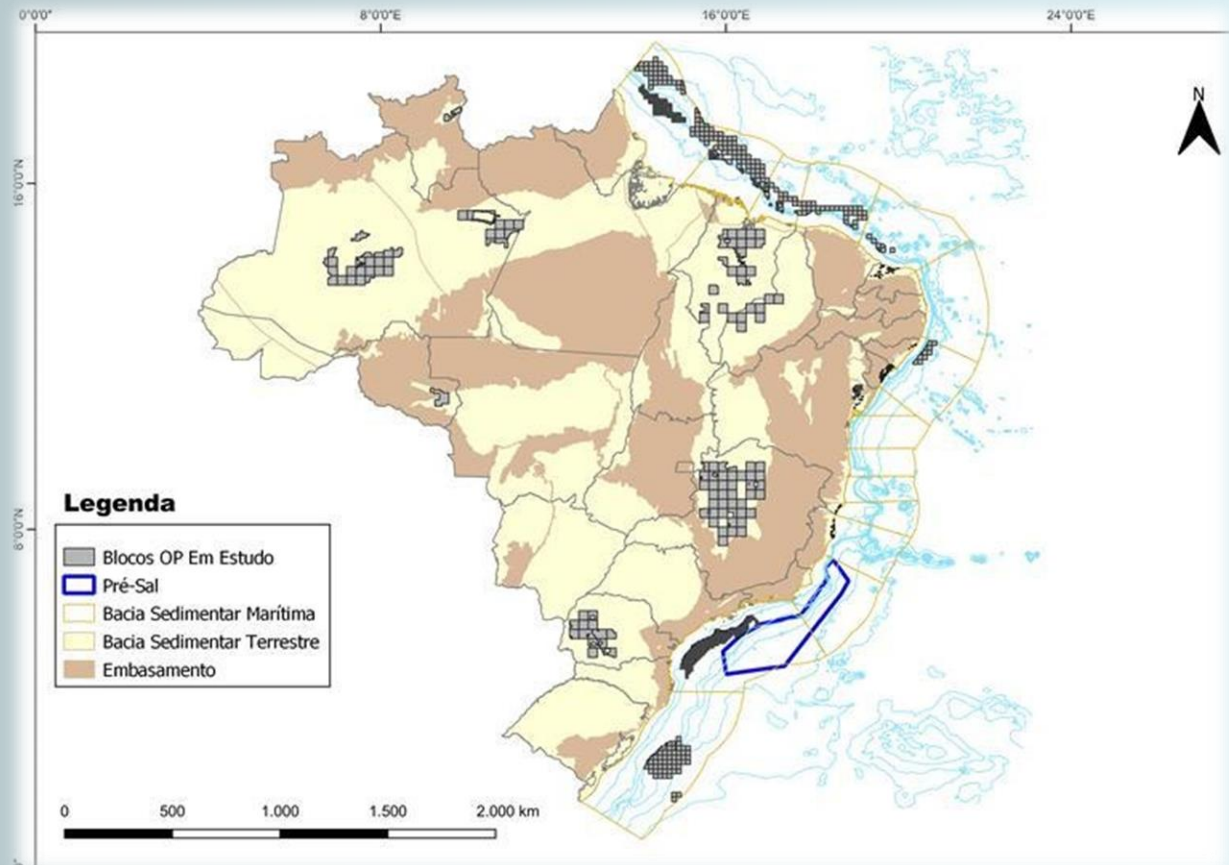 0°0'0" 8°0'0"E 16°0'0"E 24°0'0"E
N
16°0'0"N
8°0'0"N
Legenda
Blocos OP Em Estudo
Pré-Sal
Bacia Sedimentar Marítima
Bacia Sedimentar Terrestre
Embasamento
0 500 1.000 1.500 2.000 km